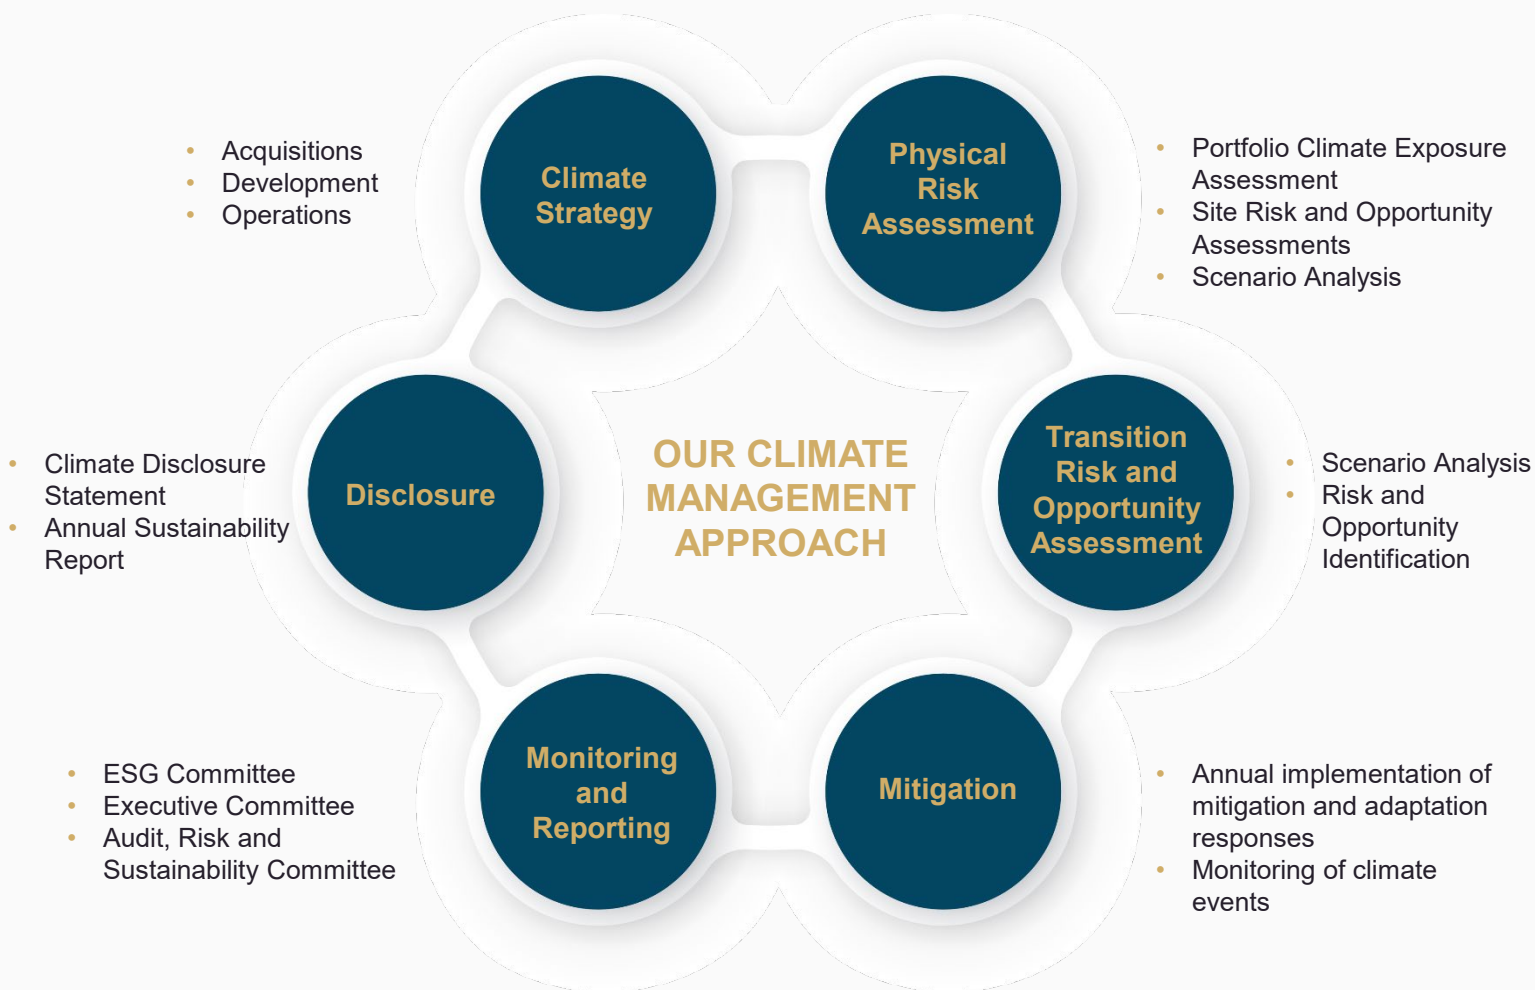 OUR CLIMATE
MANAGEMENT
APPROACH
Climate
Strategy
• Acquisitions
• Development
• Operations
Physical
Risk
Assessment
• Portfolio Climate Exposure
Assessment
• Site Risk and Opportunity
Assessments
• Scenario Analysis
Transition
Risk and
Opportunity
Assessment
• Scenario Analysis
• Risk and
Opportunity
Identification
Mitigation
• Annual implementation of
mitigation and adaptation
responses
• Monitoring of climate
events
Monitoring
and
Reporting
• ESG Committee
• Executive Committee
• Audit, Risk and
Sustainability Committee
Disclosure
• Climate Disclosure
Statement
• Annual Sustainability
Report